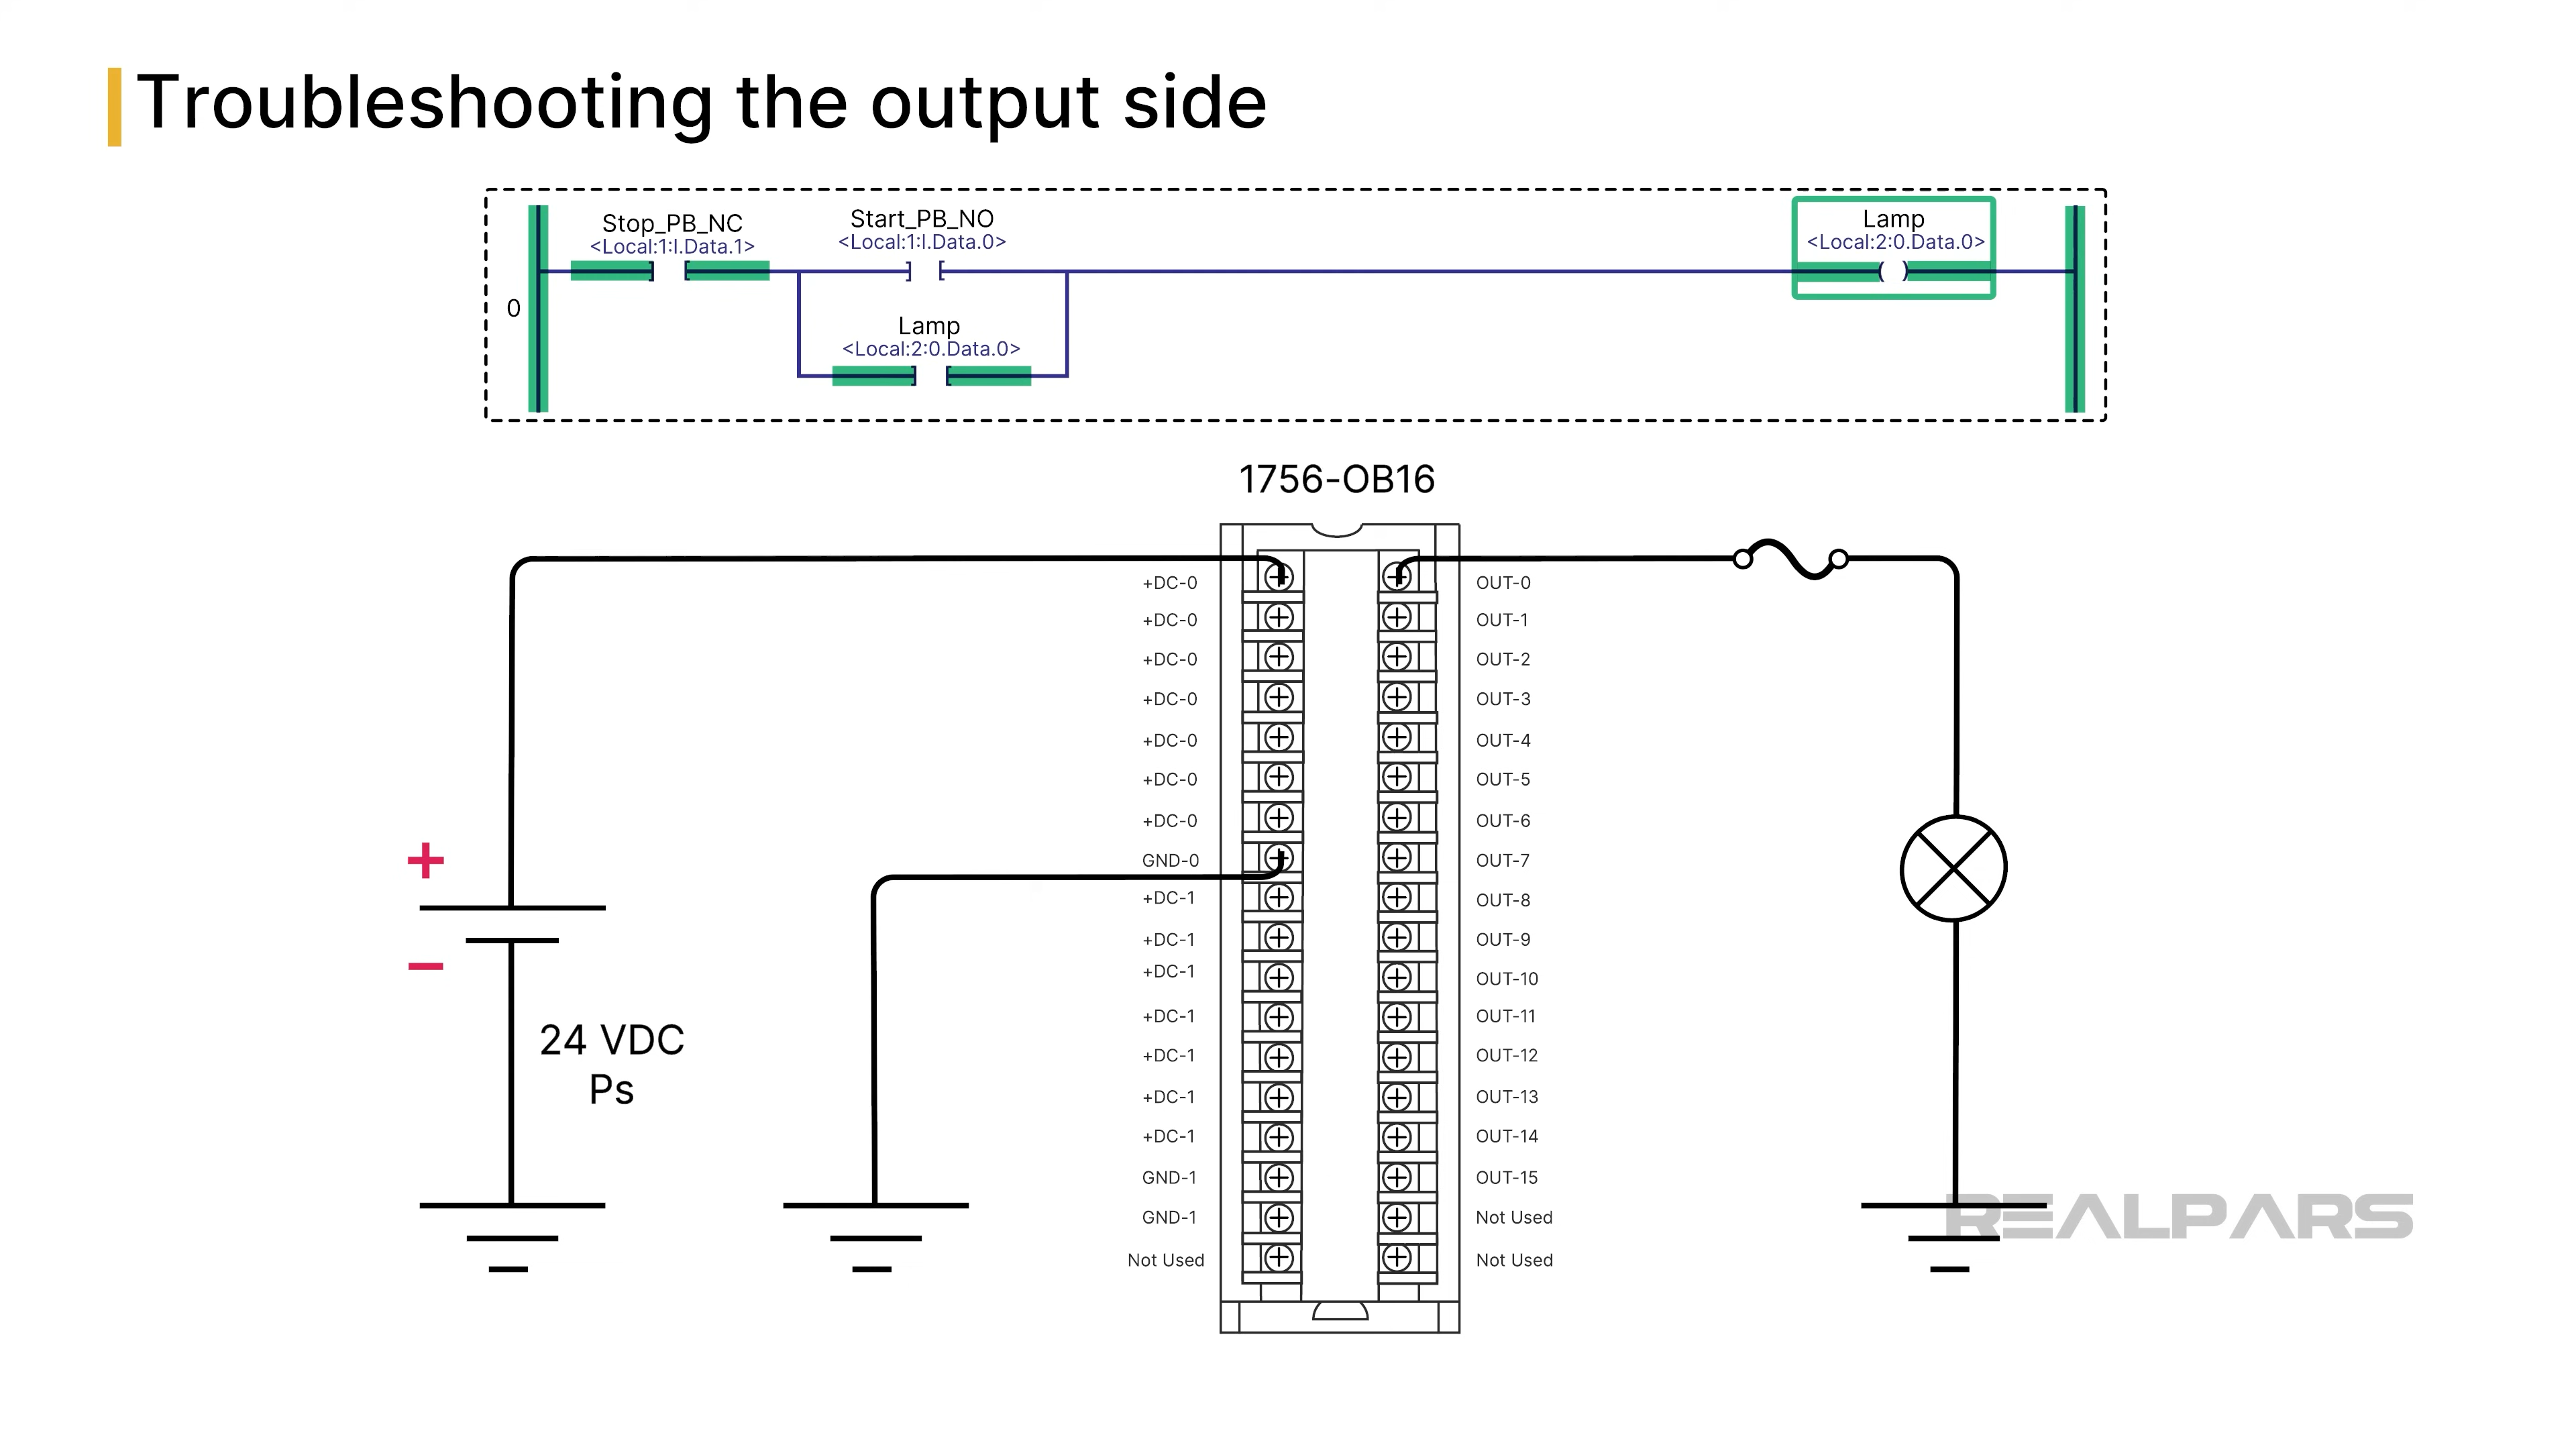 Troubleshooting the output side
Stop_PB_NC
<Local:1:I.Data.1>
Start_PB_NO
<Local:1:I.Data.0>
Lamp
<Local:2:0.Data.0>
0
Lamp
<Local:2:0.Data.0>
1756-OB16
+DC-0
OUT-0
+DC-0
OUT-1
+DC-0
OUT-2
+DC-0
OUT-3
+DC-0
OUT-4
+DC-0
OUT-5
+DC-0
OUT-6
GND-0
OUT-7
+DC-1
OUT-8
+DC-1
OUT-9
+DC-1
OUT-10
+DC-1
OUT-11
+DC-1
OUT-12
+DC-1
OUT-13
+DC-1
OUT-14
GND-1
OUT-15
GND-1
Not Used
Not Used
Not Used
+
−
24 VDC
Ps
REALPARS